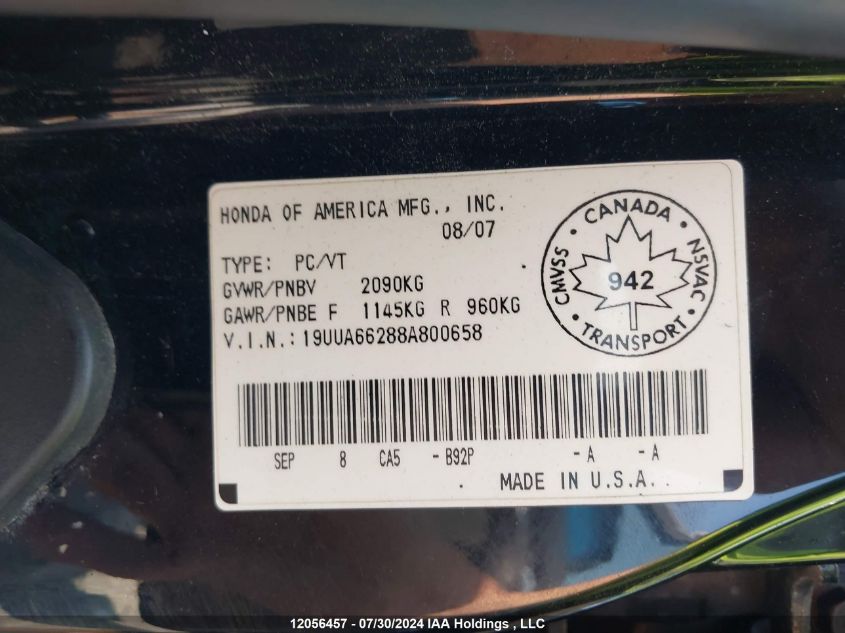 HONDA OF AMERICA MFG., INC.
08/07
TYPE: PC/VT
GVWR/PNBV 2090KG
GAWR/PNBE F 1145KG R 960KG
V.I.N.: 19UUA66288A800658
CANADA
CMVSS
NSVAC
942
TRANSPORT
SEP 8 CA5 -B92P -A -A
MADE IN U.S.A.
12056457 - 07/30/2024 IAA Holdings , LLC